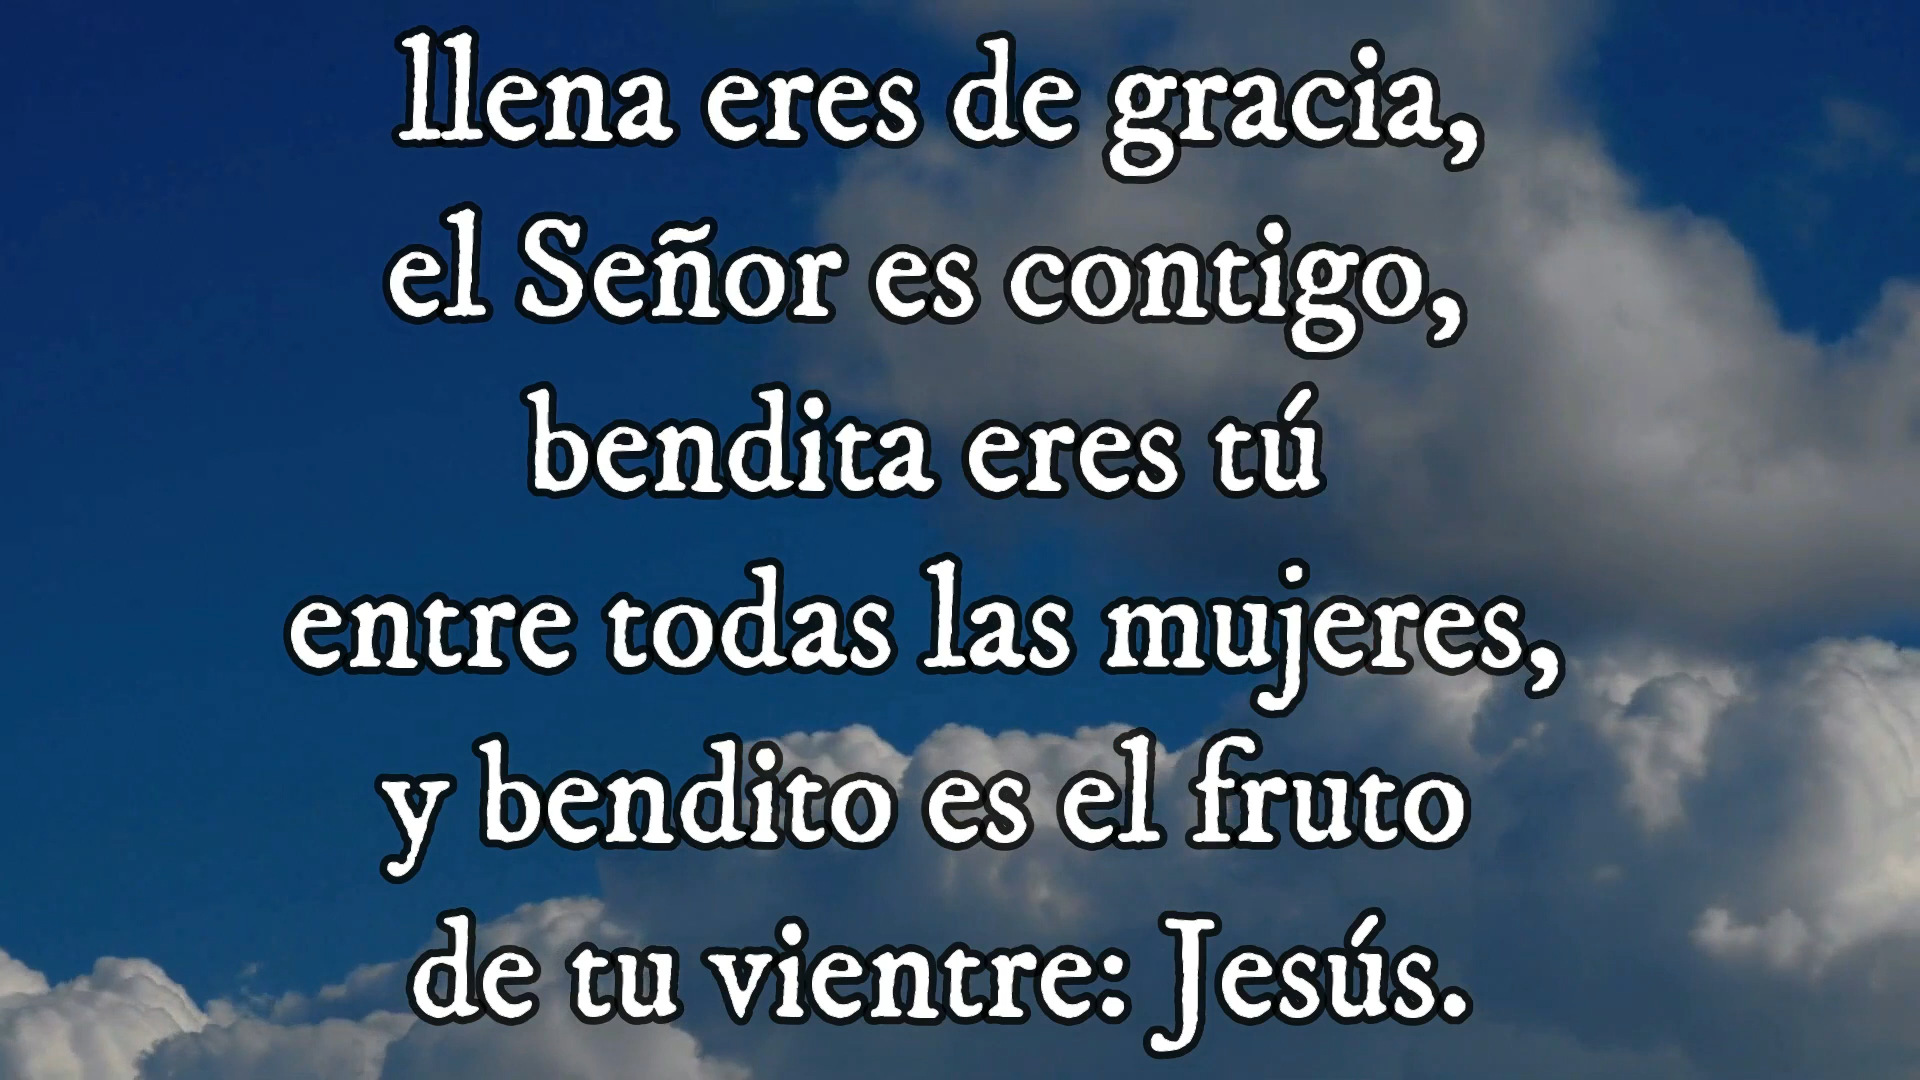 llena eres de gracia,
el Señor es contigo,
bendita eres tú
entre todas las mujeres,
y bendito es el fruto
de tu vientre: Jesús.